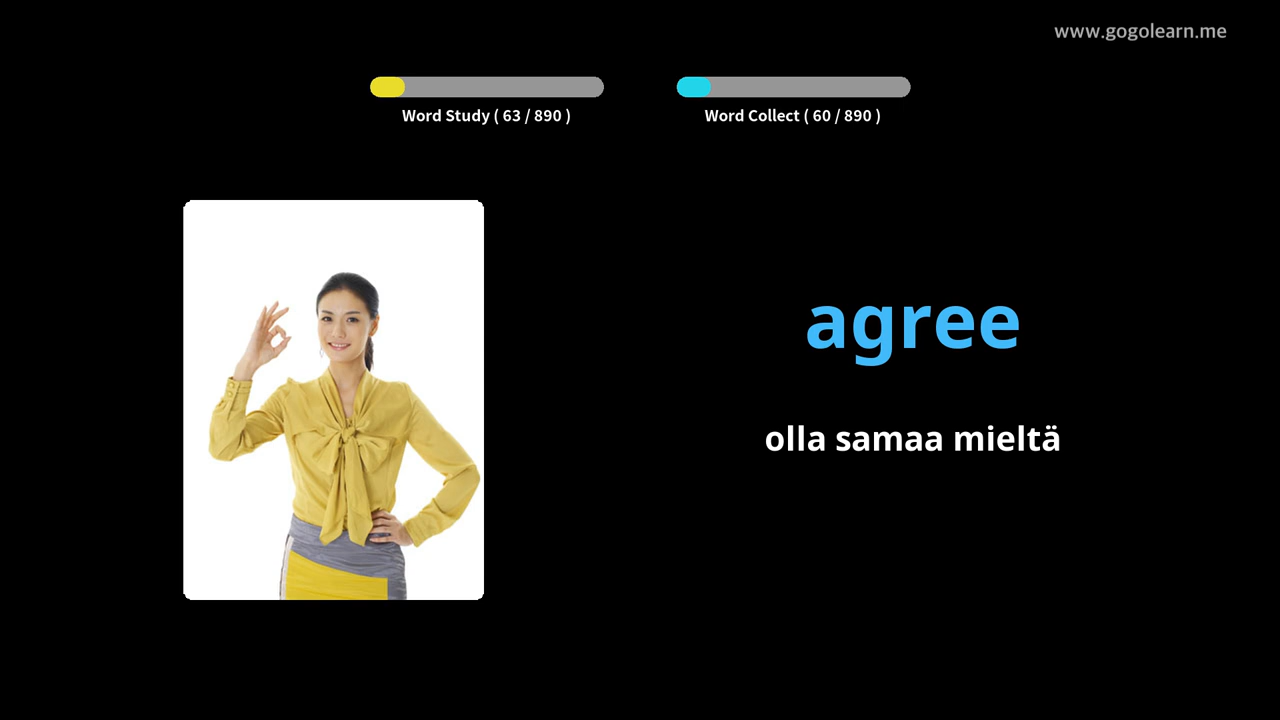 www.gogolearn.me
Word Study ( 63 / 890 )
Word Collect ( 60 / 890 )
agree
olla samaa mieltä